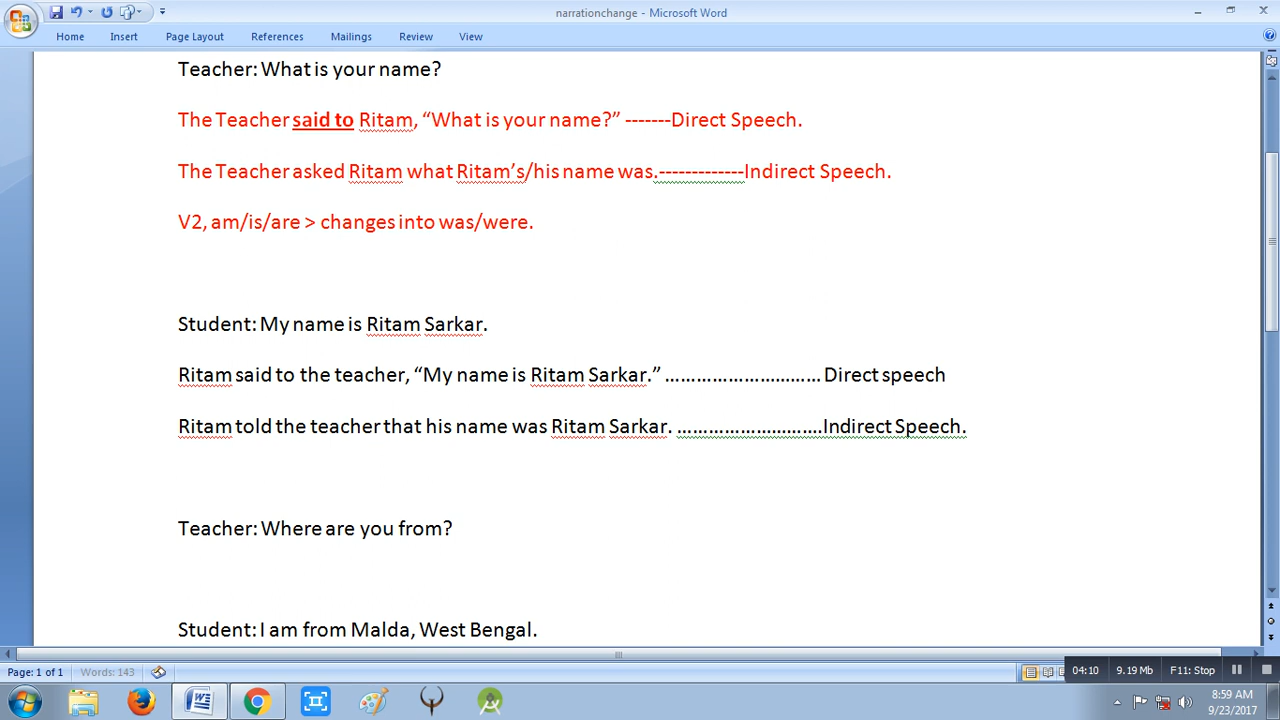 narrationchange - Microsoft Word
Home Insert Page Layout References Mailings Review View
Teacher: What is your name?
The Teacher said to Ritam, “What is your name?” -------Direct Speech.
The Teacher asked Ritam what Ritam’s/his name was.-------------Indirect Speech.
V2, am/is/are > changes into was/were.
Student: My name is Ritam Sarkar.
Ritam said to the teacher, “My name is Ritam Sarkar.” ………………………… Direct speech
Ritam told the teacher that his name was Ritam Sarkar. ……………………….Indirect Speech.
Teacher: Where are you from?
Student: I am from Malda, West Bengal.
Page: 1 of 1 Words: 143 04:10 9.19 Mb F11: Stop
8:59 AM
9/23/2017